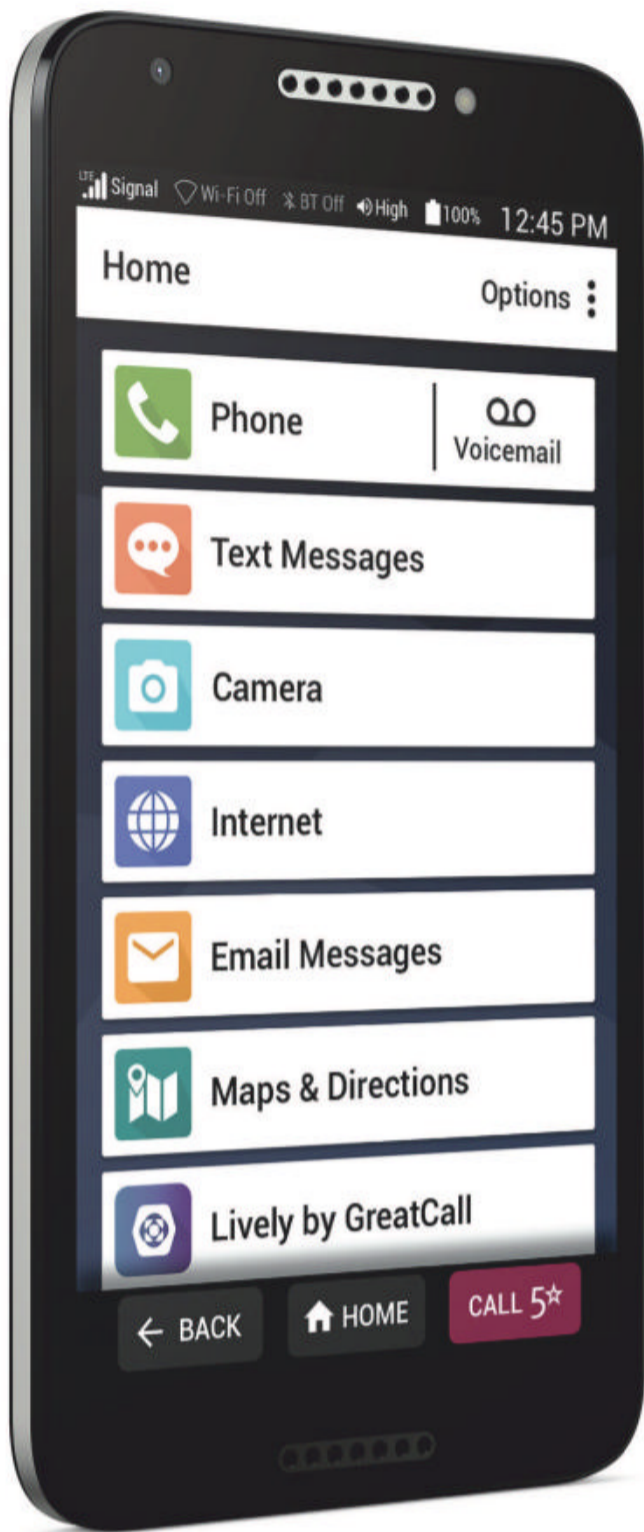 LTE Signal Wi-Fi Off BT Off High 100% 12:45 PM
Home Options
Phone Voicemail
Text Messages
Camera
Internet
Email Messages
Maps & Directions
Lively by GreatCall
BACK HOME CALL 5☆